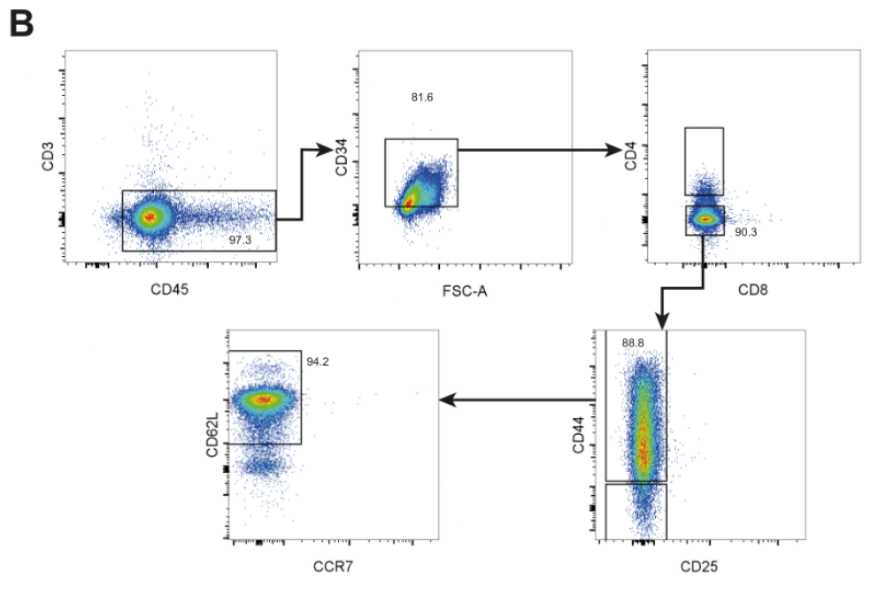 B
CD3
97.3
CD45
CD34
81.6
FSC-A
CD4
90.3
CD8
CD62L
94.2
CCR7
CD44
88.8
CD25